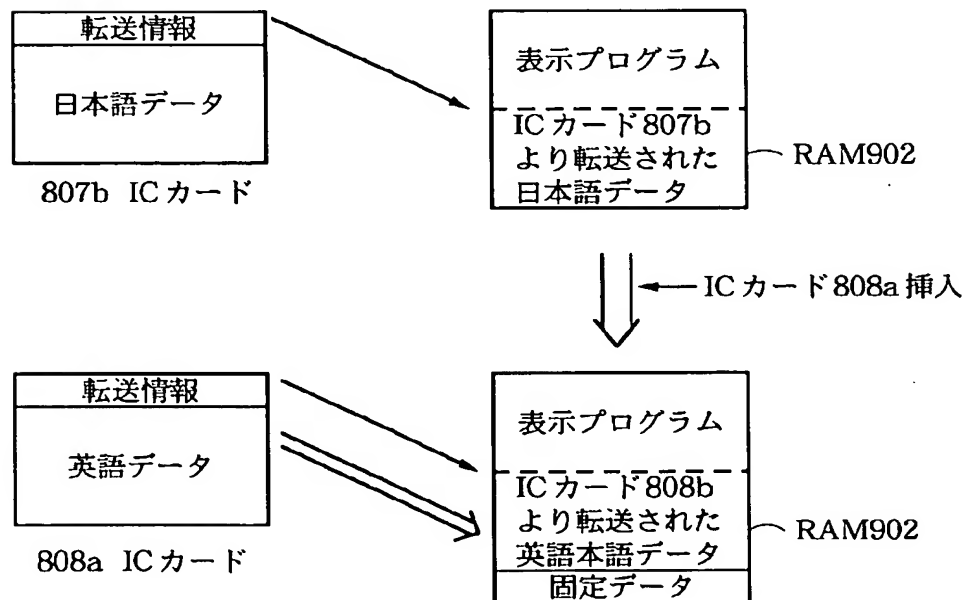 転送情報
日本語データ
807b ICカード
表示プログラム
ICカード807b
より転送された
日本語データ
RAM902
ICカード808a挿入
転送情報
英語データ
808a ICカード
表示プログラム
ICカード808b
より転送された
英語本語データ
固定データ
RAM902